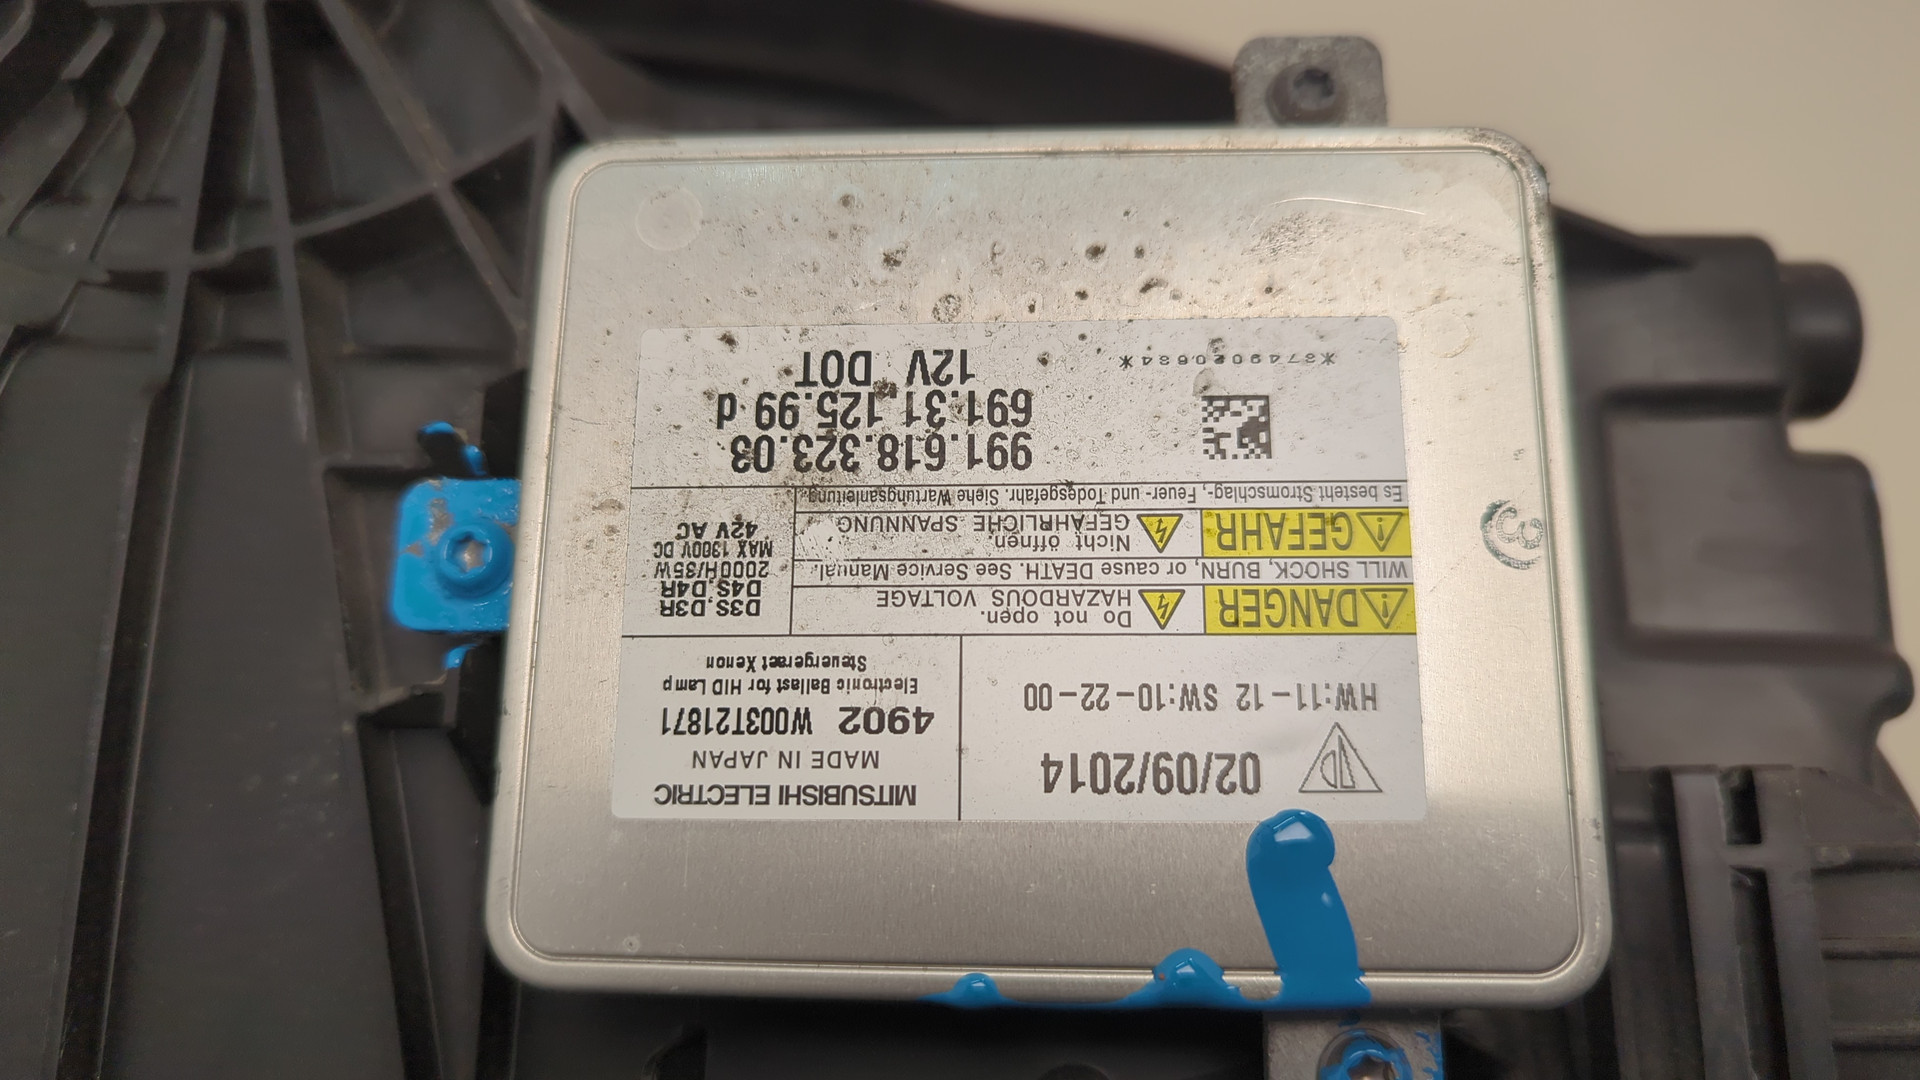 MITSUBISHI ELECTRIC
MADE IN JAPAN
4902 W003T21871
Electronic Ballast for HID Lamp
Steuergeraet Xenon
02/09/2014
HW:11-12 SW:10-22-00
D3S,D3R
D4S,D4R
2000H/35W
MAX 1300V DC
42V AC
DANGER
Do not open.
HAZARDOUS VOLTAGE
WILL SHOCK, BURN, or cause DEATH. See Service Manual.
GEFAHR
Nicht öffnen.
GEFÄHRLICHE SPANNUNG
Es besteht Stromschlag-, Feuer- und Todesgefahr. Siehe Wartungsanleitung.
991.618.323.03
691.31.125.99 d
12V DOT
*3749020634*